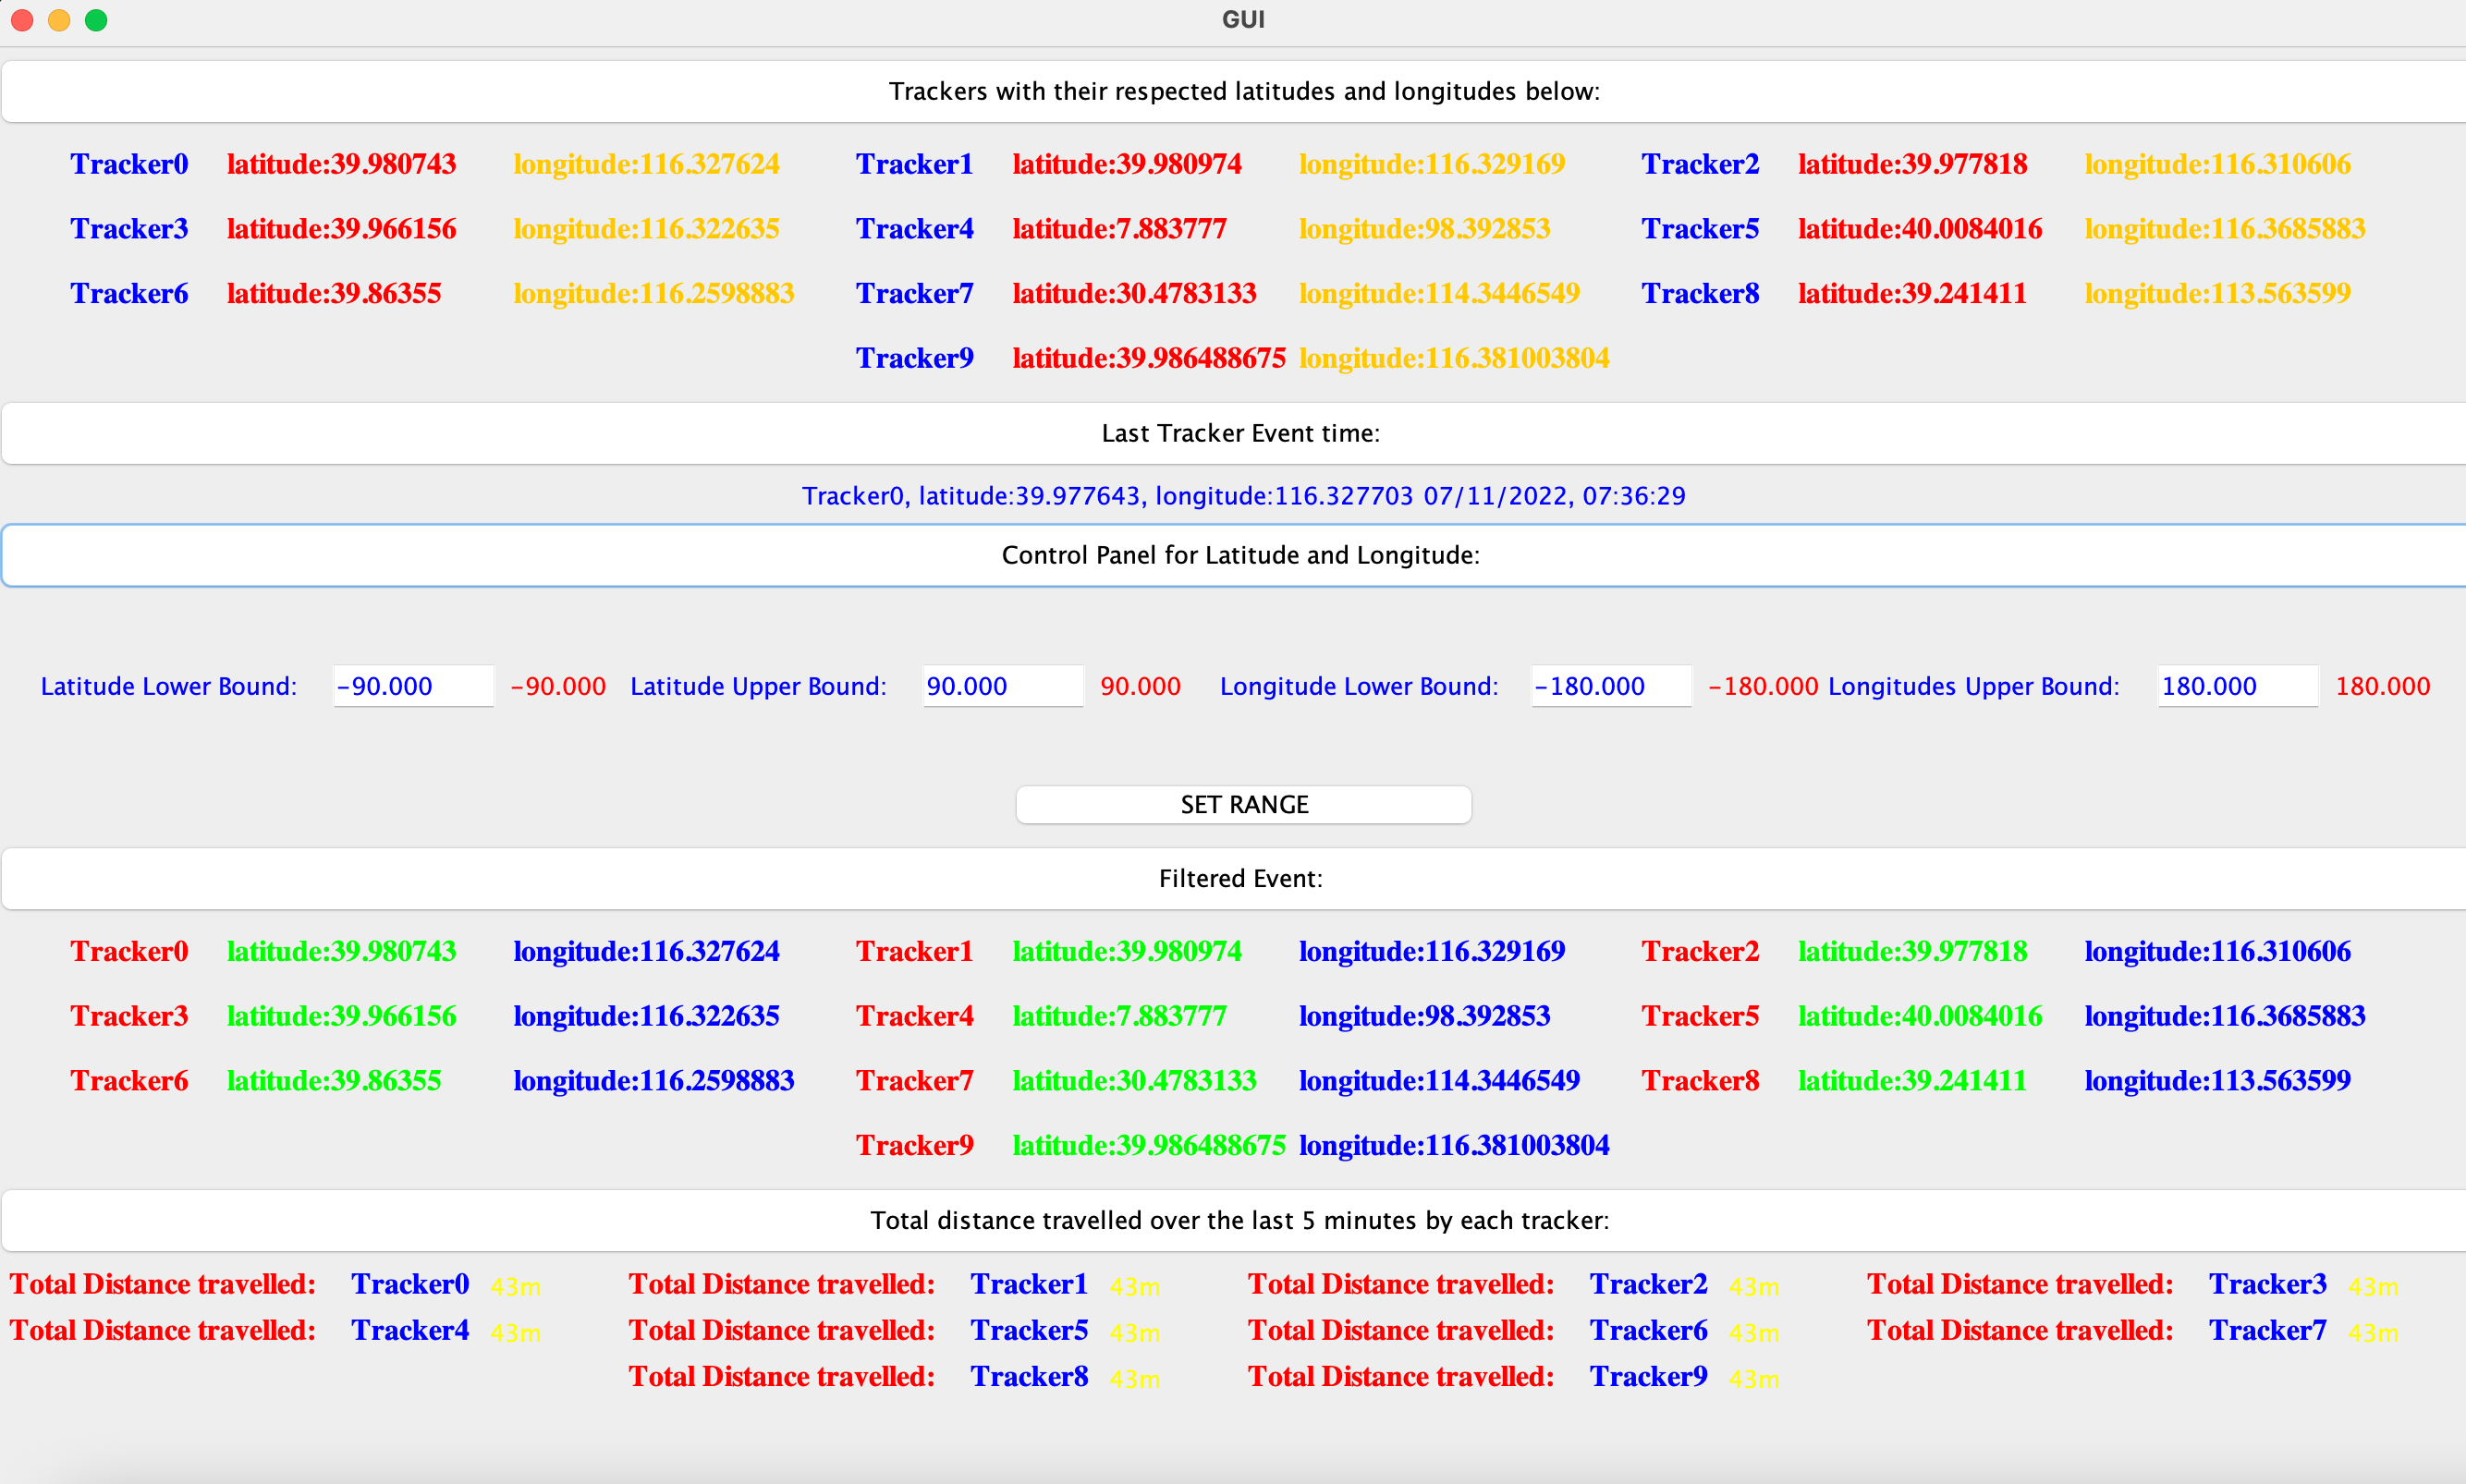 GUI
Trackers with their respected latitudes and longitudes below:
Tracker0 latitude:39.980743 longitude:116.327624 Tracker1 latitude:39.980974 longitude:116.329169 Tracker2 latitude:39.977818 longitude:116.310606
Tracker3 latitude:39.966156 longitude:116.322635 Tracker4 latitude:7.883777 longitude:98.392853 Tracker5 latitude:40.0084016 longitude:116.3685883
Tracker6 latitude:39.86355 longitude:116.2598883 Tracker7 latitude:30.4783133 longitude:114.3446549 Tracker8 latitude:39.241411 longitude:113.563599
Tracker9 latitude:39.986488675 longitude:116.381003804
Last Tracker Event time:
Tracker0, latitude:39.977643, longitude:116.327703 07/11/2022, 07:36:29
Control Panel for Latitude and Longitude:
Latitude Lower Bound: -90.000 -90.000 Latitude Upper Bound: 90.000 90.000 Longitude Lower Bound: -180.000 -180.000 Longitudes Upper Bound: 180.000 180.000
SET RANGE
Filtered Event:
Tracker0 latitude:39.980743 longitude:116.327624 Tracker1 latitude:39.980974 longitude:116.329169 Tracker2 latitude:39.977818 longitude:116.310606
Tracker3 latitude:39.966156 longitude:116.322635 Tracker4 latitude:7.883777 longitude:98.392853 Tracker5 latitude:40.0084016 longitude:116.3685883
Tracker6 latitude:39.86355 longitude:116.2598883 Tracker7 latitude:30.4783133 longitude:114.3446549 Tracker8 latitude:39.241411 longitude:113.563599
Tracker9 latitude:39.986488675 longitude:116.381003804
Total distance travelled over the last 5 minutes by each tracker:
Total Distance travelled: Tracker0 43m Total Distance travelled: Tracker1 43m Total Distance travelled: Tracker2 43m Total Distance travelled: Tracker3 43m
Total Distance travelled: Tracker4 43m Total Distance travelled: Tracker5 43m Total Distance travelled: Tracker6 43m Total Distance travelled: Tracker7 43m
Total Distance travelled: Tracker8 43m Total Distance travelled: Tracker9 43m